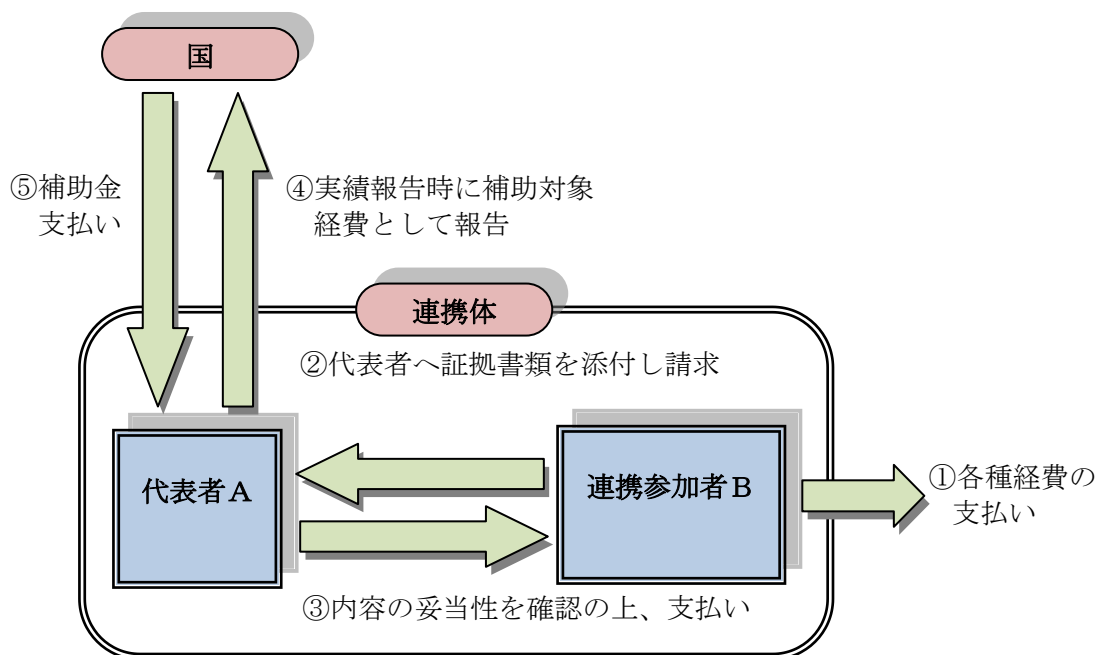 国
⑤補助金
支払い
④実績報告時に補助対象
経費として報告
連携体
②代表者へ証拠書類を添付し請求
代表者A
連携参加者B
①各種経費の
支払い
③内容の妥当性を確認の上、支払い